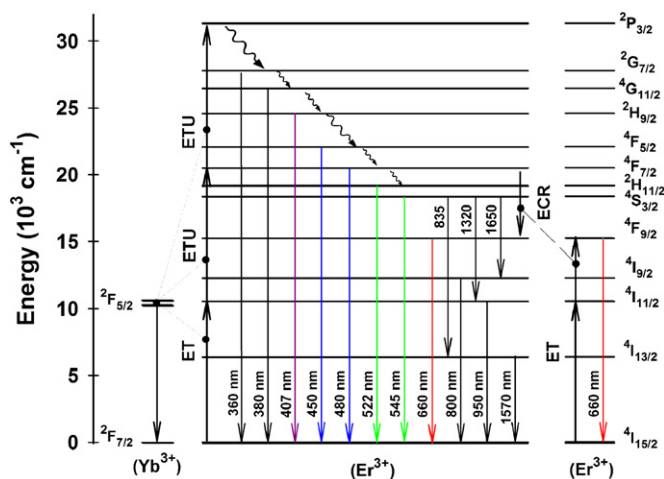 30
25
20
15
10
5
0
Energy (10³ cm⁻¹)
²F₅/₂
²F₇/₂
(Yb³⁺)
ETU
ETU
ET
835
1320
1650
ECR
ET
360 nm
380 nm
407 nm
450 nm
480 nm
522 nm
545 nm
660 nm
800 nm
950 nm
1570 nm
660 nm
(Er³⁺)
(Er³⁺)
²P₃/₂
²G₇/₂
⁴G₁₁/₂
²H₉/₂
⁴F₅/₂
⁴F₇/₂
²H₁₁/₂
⁴S₃/₂
⁴F₉/₂
⁴I₉/₂
⁴I₁₁/₂
⁴I₁₃/₂
⁴I₁₅/₂